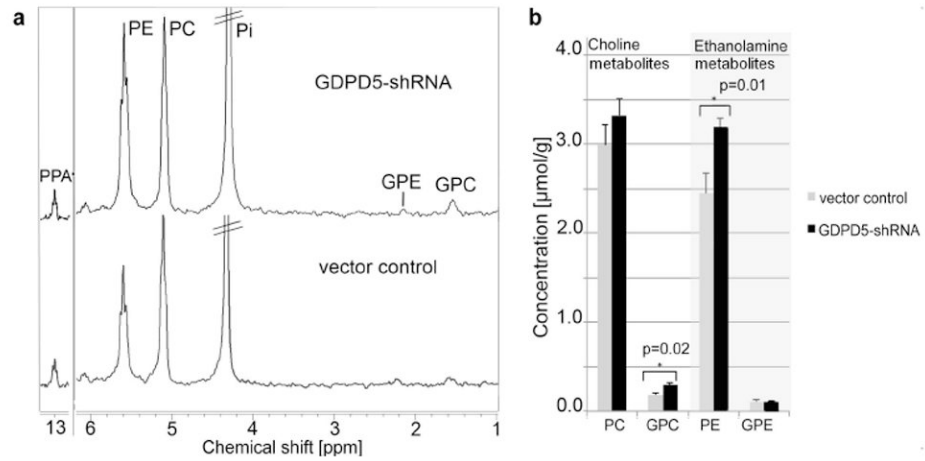 a
PE PC Pi
GDPD5-shRNA
PPA
GPE GPC
vector control
13 6 5 4 3 2 1
Chemical shift [ppm]
b
Choline metabolites
Ethanolamine metabolites
p=0.01
*
p=0.02
*
4.0
3.0
2.0
1.0
0.0
Concentration [µmol/g]
PC GPC PE GPE
vector control
GDPD5-shRNA